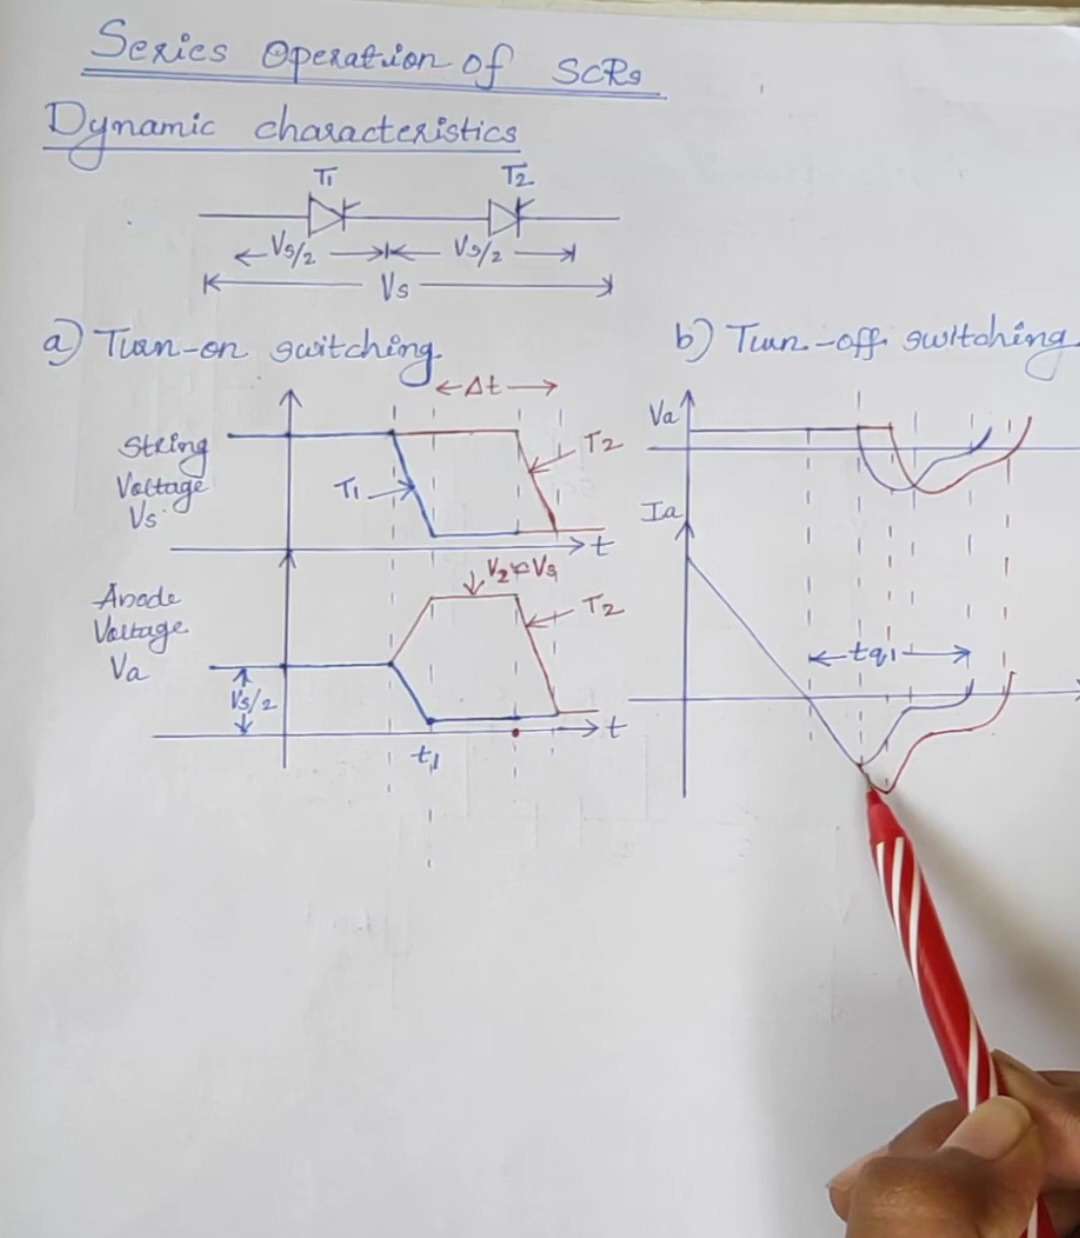 Series Operation of SCRs
Dynamic characteristics
T1 T2
Vs/2 Vs/2
Vs
a) Turn-on switching
b) Turn-off switching
Δt
String
Voltage
Vs
T1
T2
t
V2≈Vs
Anode
Voltage
Va
Vs/2
T2
t
t1
Va
Ia
tq1